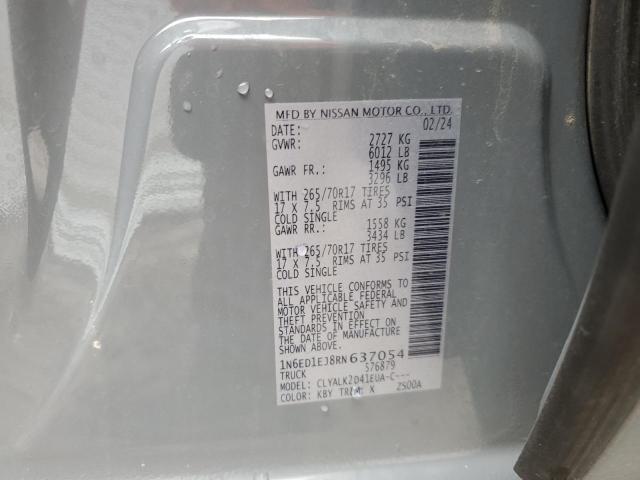 MFD BY NISSAN MOTOR CO., LTD.
DATE: 02/24
GVWR: 2727 KG
6012 LB
GAWR FR.: 1495 KG
3296 LB
WITH 265/70R17 TIRES
17 X 7.5 RIMS AT 35 PSI
COLD SINGLE
GAWR RR.: 1558 KG
3434 LB
WITH 265/70R17 TIRES
17 X 7.5 RIMS AT 35 PSI
COLD SINGLE
THIS VEHICLE CONFORMS TO
ALL APPLICABLE FEDERAL
MOTOR VEHICLE SAFETY AND
THEFT PREVENTION
STANDARDS IN EFFECT ON
THE DATE OF MANUFACTURE
SHOWN ABOVE.
1N6ED1EJ8RN637054
TRUCK 576879
MODEL: CLYALK2D41EUA-C---
COLOR: KBY TRIM: X 2500A